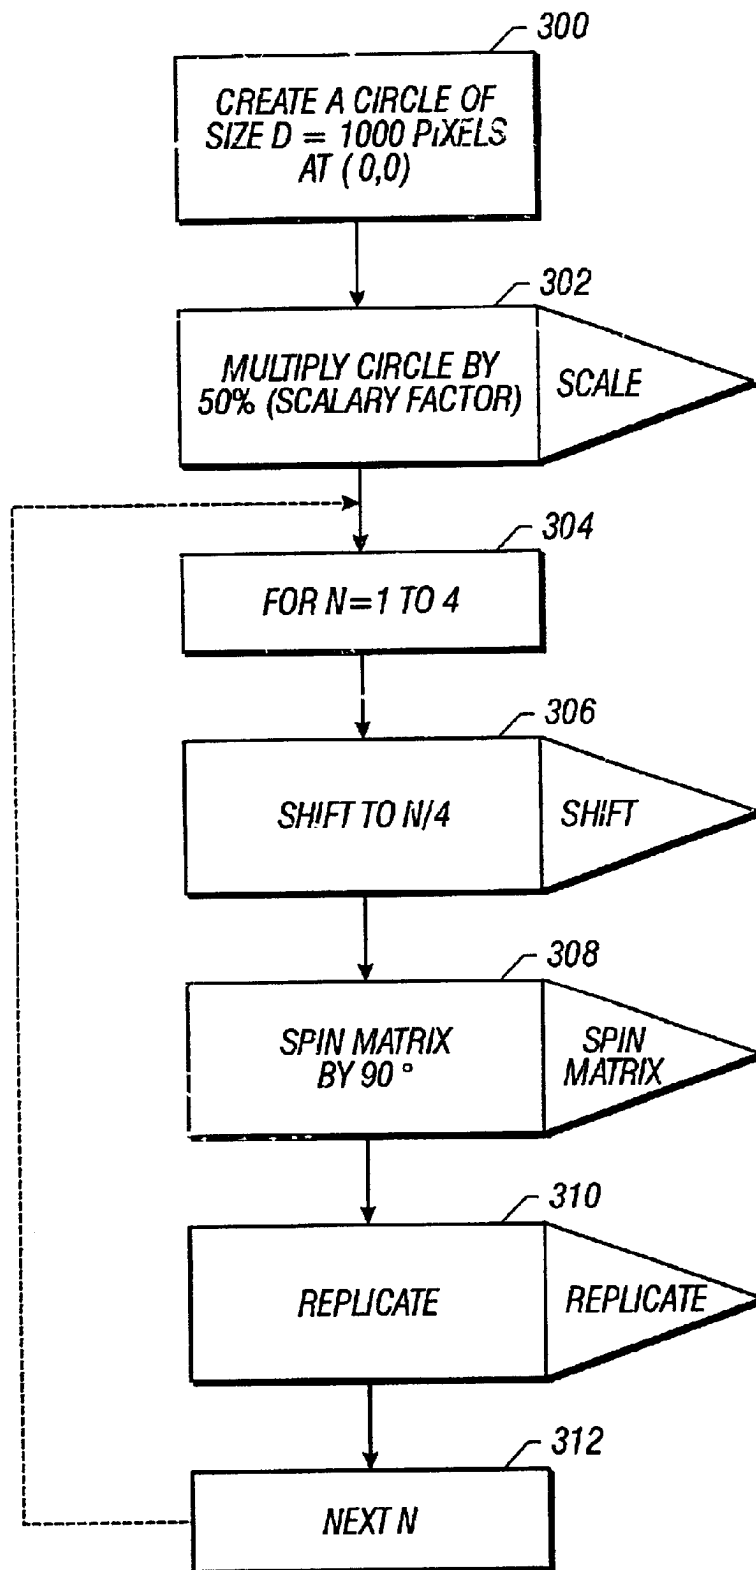 300
CREATE A CIRCLE OF
SIZE D = 1000 PIXELS
AT (0,0)
302
MULTIPLY CIRCLE BY
50% (SCALARY FACTOR)
SCALE
304
FOR N=1 TO 4
306
SHIFT TO N/4
SHIFT
308
SPIN MATRIX
BY 90°
SPIN
MATRIX
310
REPLICATE
REPLICATE
312
NEXT N